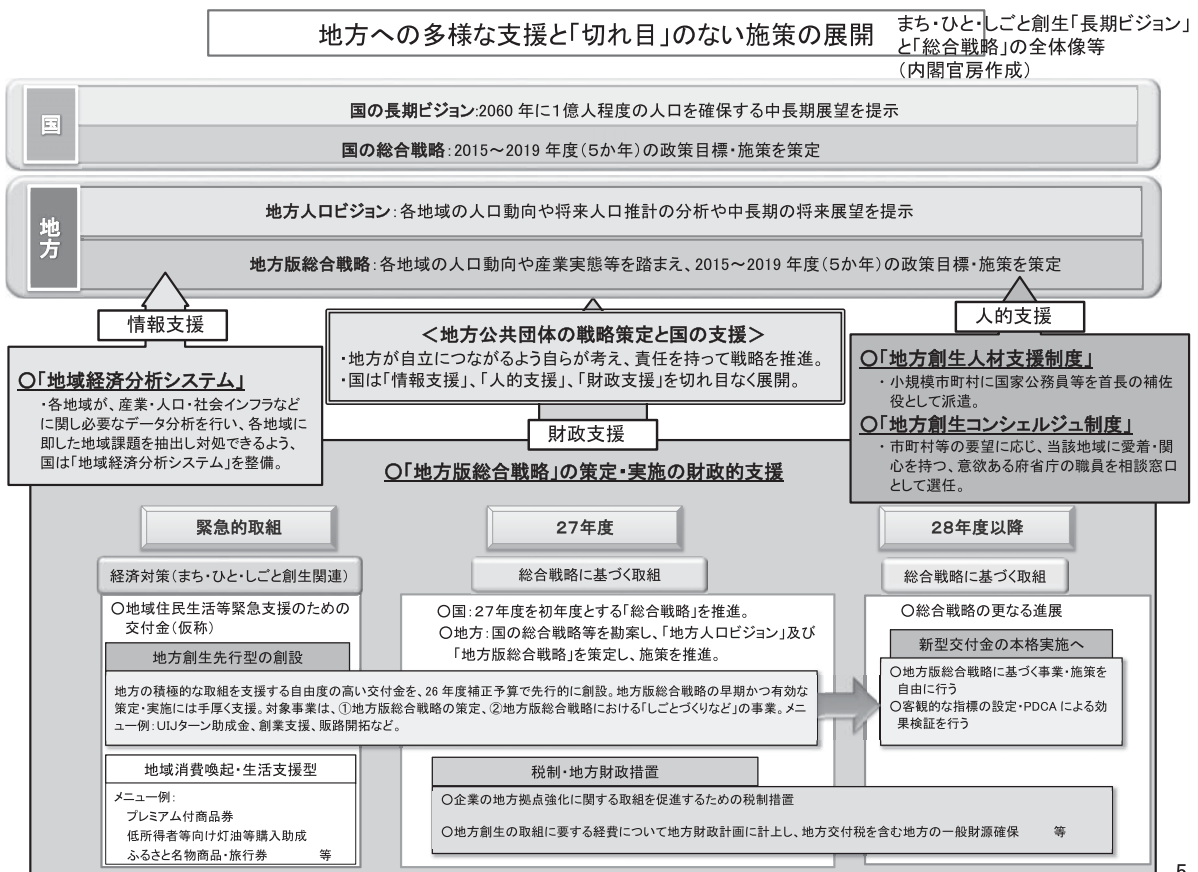 地方への多様な支援と「切れ目」のない施策の展開
まち・ひと・しごと創生「長期ビジョン」
と「総合戦略」の全体像等
（内閣官房作成）
国
国の長期ビジョン:2060 年に１億人程度の人口を確保する中長期展望を提示
国の総合戦略：2015～2019 年度（５か年）の政策目標・施策を策定
地方
地方人口ビジョン：各地域の人口動向や将来人口推計の分析や中長期の将来展望を提示
地方版総合戦略：各地域の人口動向や産業実態等を踏まえ、2015～2019 年度（５か年）の政策目標・施策を策定
情報支援
○「地域経済分析システム」
・各地域が、産業・人口・社会インフラなど
に関し必要なデータ分析を行い、各地域に
即した地域課題を抽出し対処できるよう、
国は「地域経済分析システム」を整備。
＜地方公共団体の戦略策定と国の支援＞
・地方が自立につながるよう自らが考え、責任を持って戦略を推進。
・国は「情報支援」、「人的支援」、「財政支援」を切れ目なく展開。
人的支援
○「地方創生人材支援制度」
・小規模市町村に国家公務員等を首長の補佐
役として派遣。
○「地方創生コンシェルジュ制度」
・市町村等の要望に応じ、当該地域に愛着・関
心を持つ、意欲ある府省庁の職員を相談窓口
として選任。
財政支援
○「地方版総合戦略」の策定・実施の財政的支援
緊急的取組
経済対策（まち・ひと・しごと創生関連）
○地域住民生活等緊急支援のための
交付金（仮称）
地方創生先行型の創設
27年度
総合戦略に基づく取組
○国：27年度を初年度とする「総合戦略」を推進。
○地方：国の総合戦略等を勘案し、「地方人口ビジョン」及び
「地方版総合戦略」を策定し、施策を推進。
28年度以降
総合戦略に基づく取組
○総合戦略の更なる進展
新型交付金の本格実施へ
○地方版総合戦略に基づく事業・施策を
自由に行う
○客観的な指標の設定・PDCA による効
果検証を行う
地方の積極的な取組を支援する自由度の高い交付金を、26 年度補正予算で先行的に創設。地方版総合戦略の早期かつ有効な
策定・実施には手厚く支援。対象事業は、①地方版総合戦略の策定、②地方版総合戦略における「しごとづくりなど」の事業。メニ
ュー例：UIJターン助成金、創業支援、販路開拓など。
地域消費喚起・生活支援型
メニュー例：
プレミアム付商品券
低所得者等向け灯油等購入助成
ふるさと名物商品・旅行券　　　等
税制・地方財政措置
○企業の地方拠点強化に関する取組を促進するための税制措置
○地方創生の取組に要する経費について地方財政計画に計上し、地方交付税を含む地方の一般財源確保　　等
5